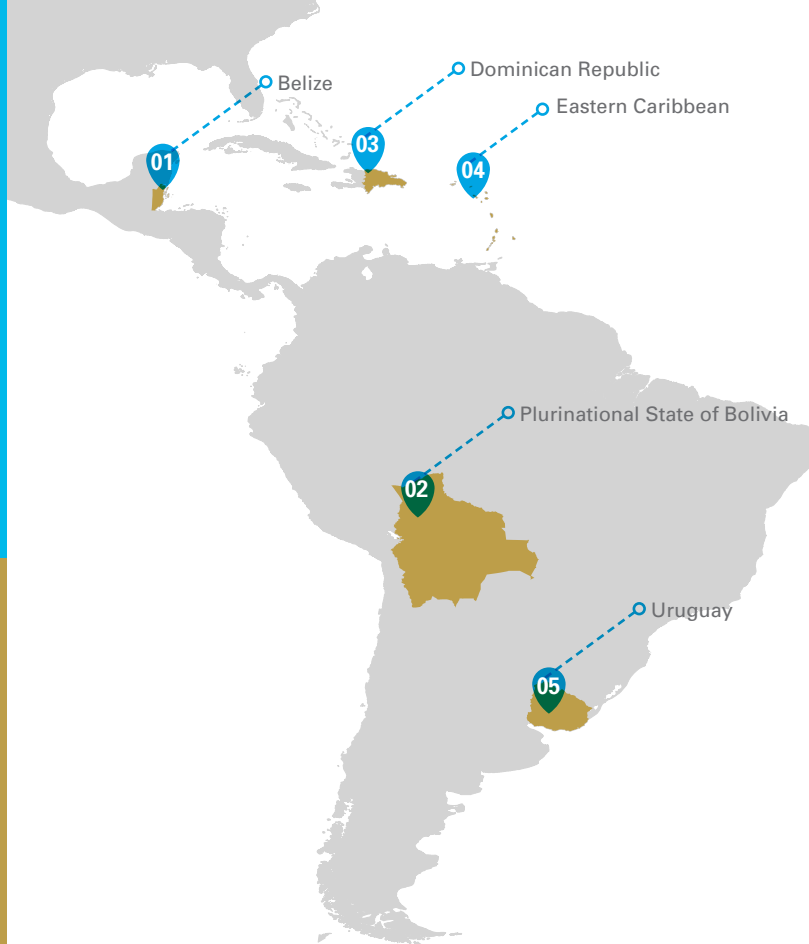 Dominican Republic
Belize
Eastern Caribbean
03
01
04
Plurinational State of Bolivia
02
Uruguay
05